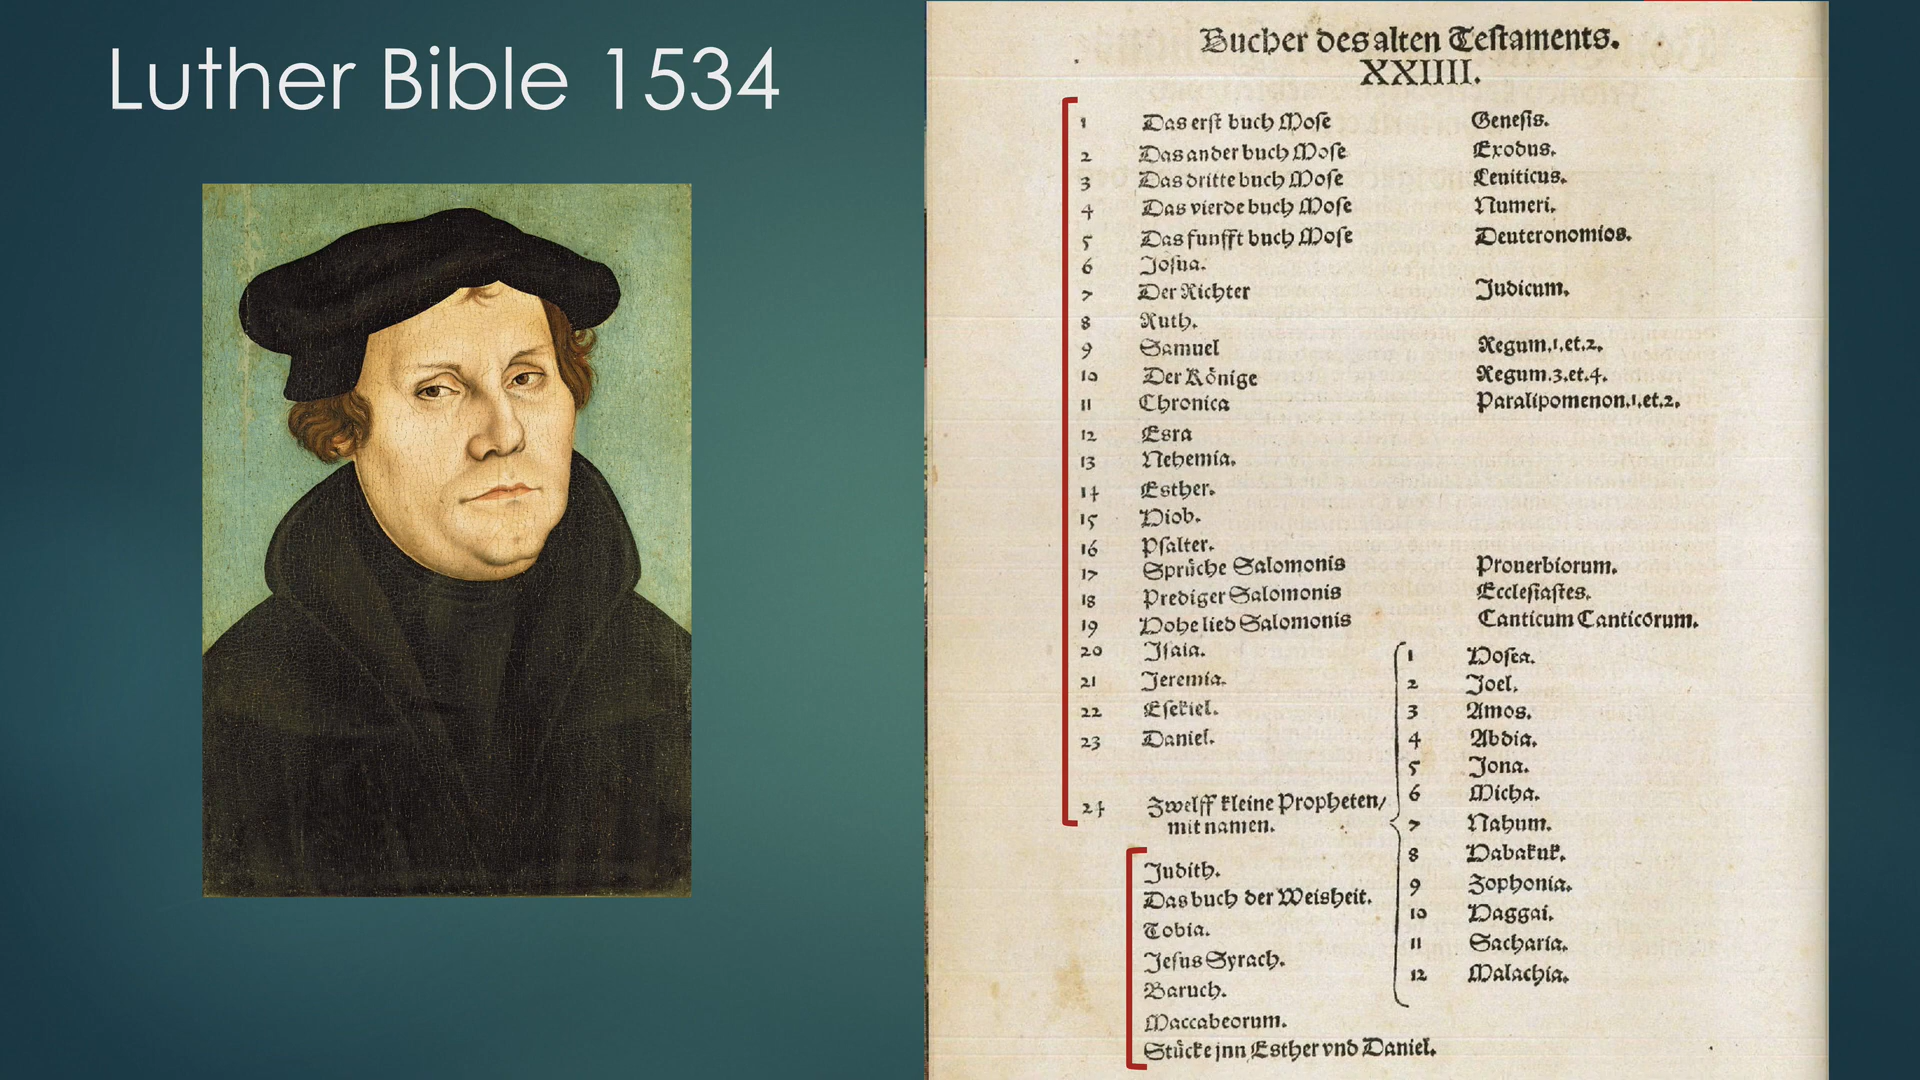 Luther Bible 1534
Bucher des alten Testaments.
XXIIII.
1 Das erst buch Mose Genesis.
2 Das ander buch Mose Exodus.
3 Das dritte buch Mose Leuiticus.
4 Das vierde buch Mose Numeri.
5 Das funfft buch Mose Deuteronomios.
6 Josua.
7 Der Richter Judicum.
8 Ruth.
9 Samuel Regum.1.et.2.
10 Der Könige Regum.3.et.4.
11 Chronica Paralipomenon.1.et.2.
12 Esra
13 Nehemia.
14 Esther.
15 Hiob.
16 Psalter.
17 Sprüche Salomonis Prouerbiorum.
18 Prediger Salomonis Ecclesiastes.
19 Hohelied Salomonis Canticum Canticorum.
20 Isaia.
21 Jeremia.
22 Esekiel.
23 Daniel.
24 Zwelff kleine Propheten/
mit namen.
1 Hosea.
2 Joel.
3 Amos.
4 Abdia.
5 Jona.
6 Micha.
7 Nahum.
8 Habakuk.
9 Zophonia.
10 Haggai.
11 Sacharia.
12 Malachia.
Judith.
Das buch der Weisheit.
Tobia.
Jesus Syrach.
Baruch.
Maccabeorum.
Stücke jnn Esther vnd Daniel.